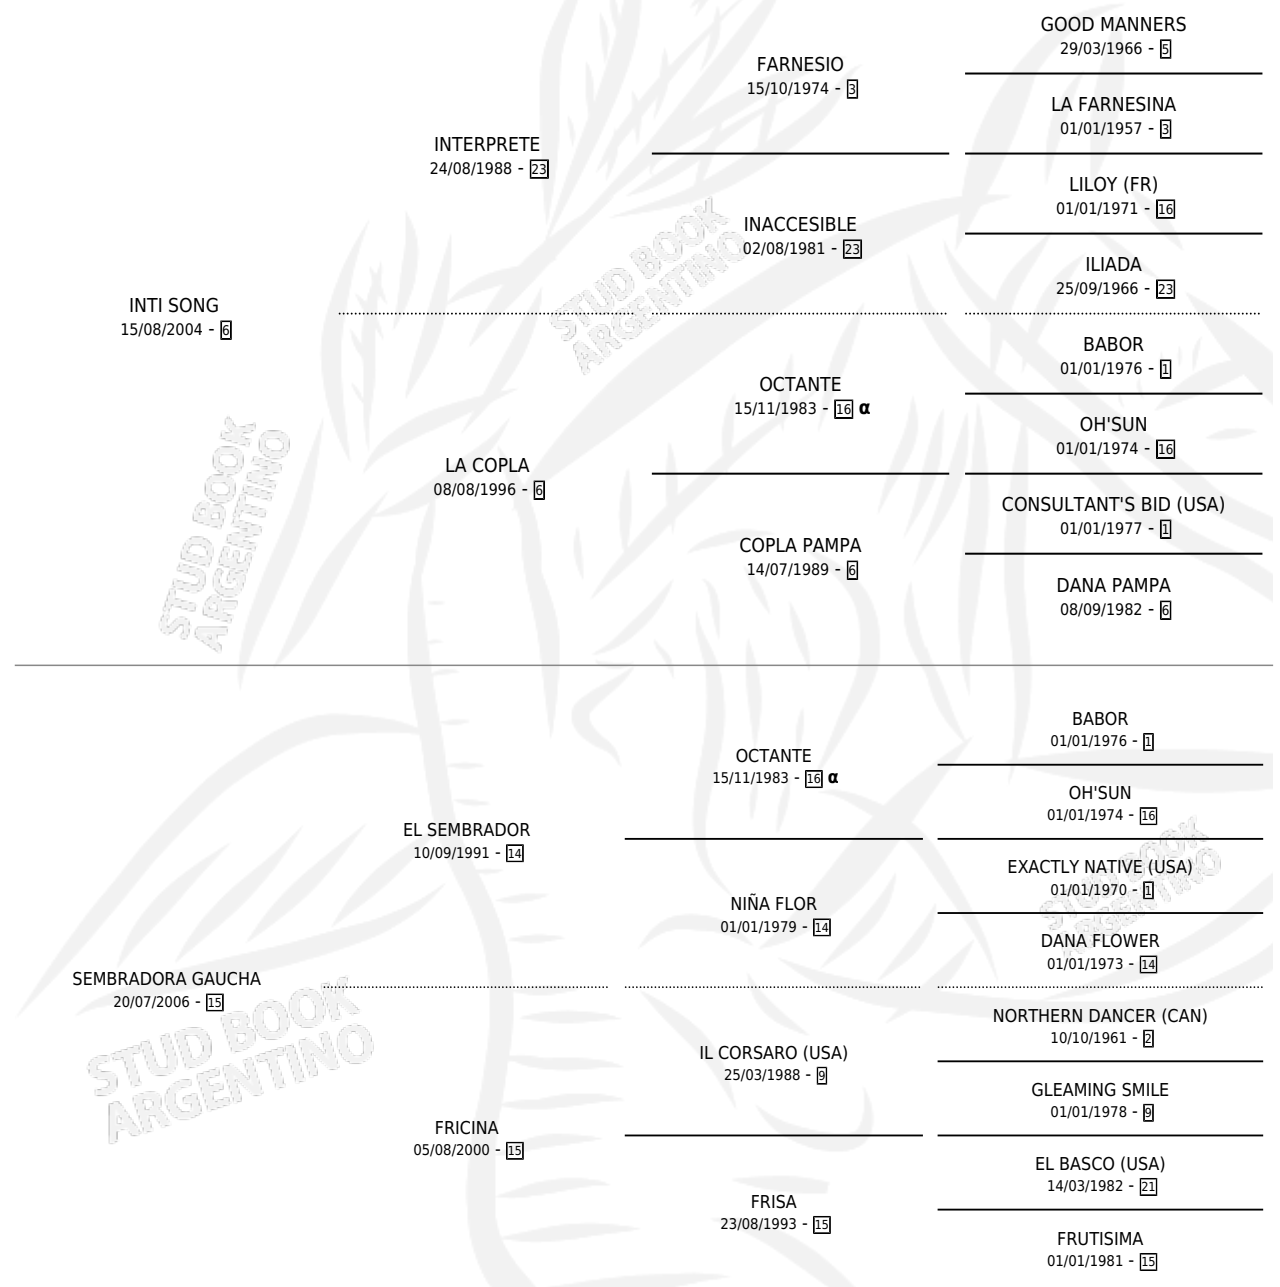 GOOD MANNERS
29/03/1966 - 5
FARNESIO
15/10/1974 - 3
LA FARNESINA
01/01/1957 - 3
INTERPRETE
24/08/1988 - 23
LILOY (FR)
01/01/1971 - 16
INACCESIBLE
02/08/1981 - 23
ILIADA
25/09/1966 - 23
INTI SONG
15/08/2004 - 6
BABOR
01/01/1976 - 1
OCTANTE
15/11/1983 - 16 α
OH'SUN
01/01/1974 - 16
LA COPLA
08/08/1996 - 6
CONSULTANT'S BID (USA)
01/01/1977 - 1
COPLA PAMPA
14/07/1989 - 6
DANA PAMPA
08/09/1982 - 6
STUD BOOK
ARGENTINO
STUD BOOK
ARGENTINO
BABOR
01/01/1976 - 1
OCTANTE
15/11/1983 - 16 α
OH'SUN
01/01/1974 - 16
EL SEMBRADOR
10/09/1991 - 14
EXACTLY NATIVE (USA)
01/01/1970 - 1
NIÑA FLOR
01/01/1979 - 14
DANA FLOWER
01/01/1973 - 14
SEMBRADORA GAUCHA
20/07/2006 - 15
NORTHERN DANCER (CAN)
10/10/1961 - 2
IL CORSARO (USA)
25/03/1988 - 9
GLEAMING SMILE
01/01/1978 - 9
FRICINA
05/08/2000 - 15
EL BASCO (USA)
14/03/1982 - 21
FRISA
23/08/1993 - 15
FRUTISIMA
01/01/1981 - 15
STUD BOOK
ARGENTINO
STUD BOOK
ARGENTINO